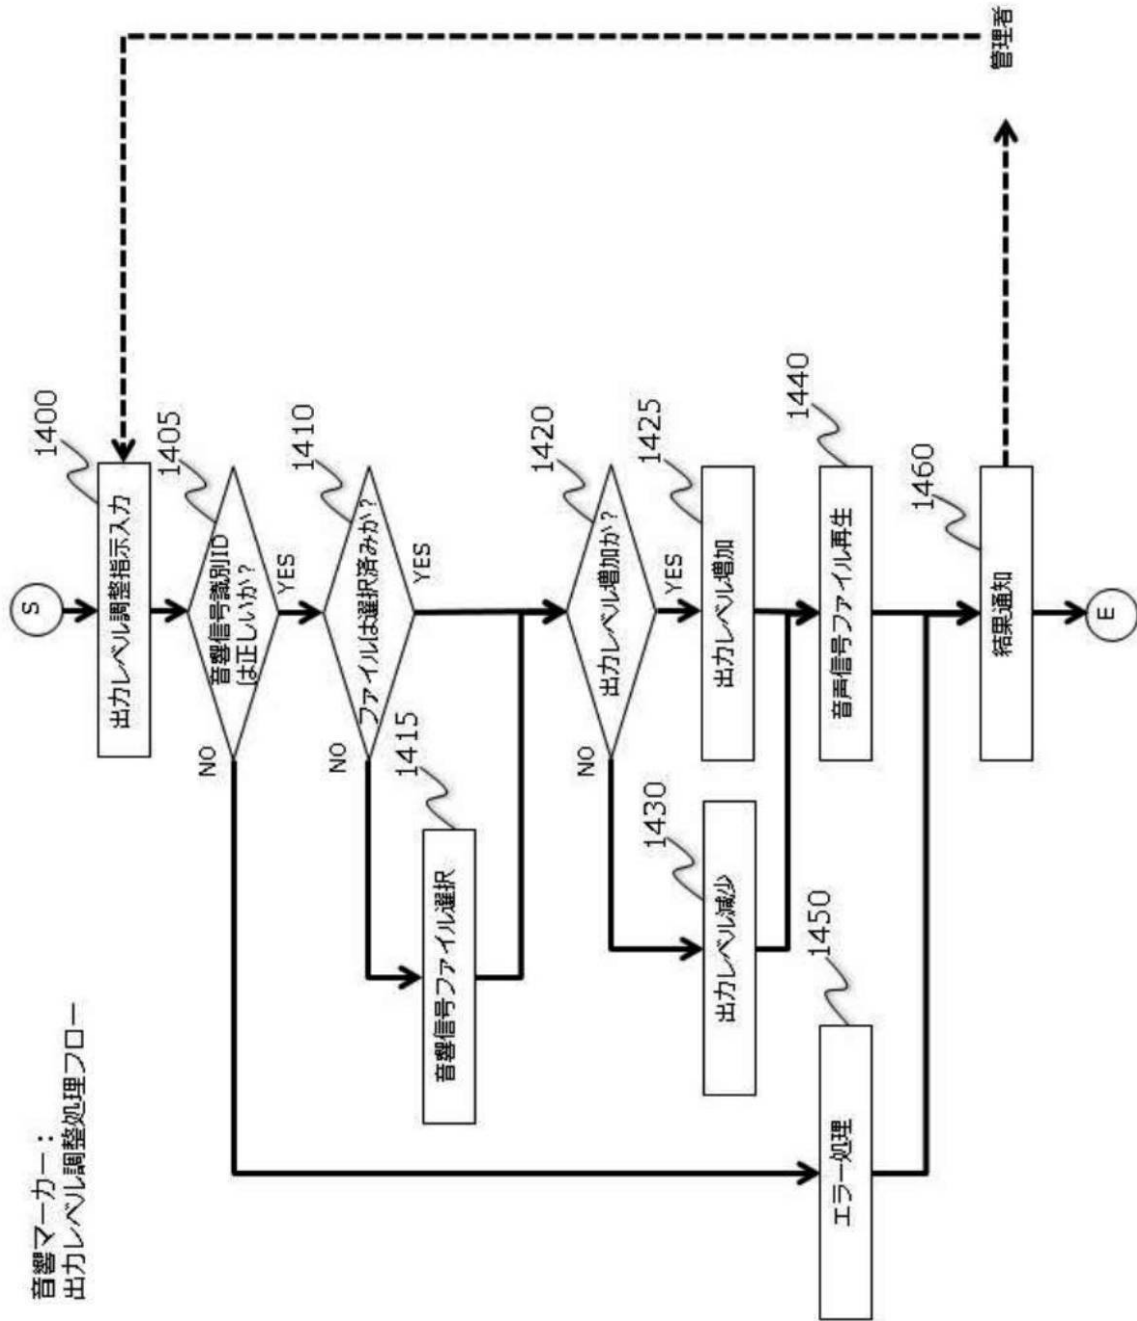 音響マーカー：
出力レベル調整処理フロー
S
1400
出力レベル調整指示入力
1405
音響信号識別ID
は正しいか？
NO
YES
1410
ファイルは選択済みか？
NO
YES
1415
音響信号ファイル選択
1420
出力レベル増加か？
NO
YES
1425
出力レベル増加
1430
出力レベル減少
1440
音声信号ファイル再生
1450
エラー処理
1460
結果通知
管理者
E